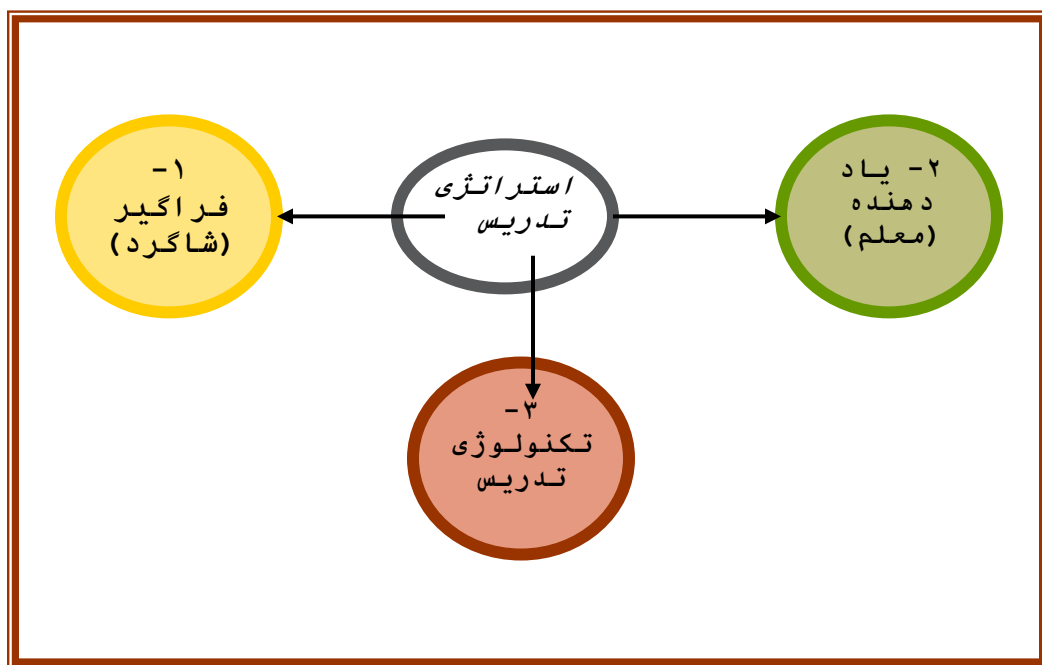 استراتژی
تدریس
۱-
فراگیر
(شاگرد)
۲- یاد
دهنده
(معلم)
۳-
تکنولوژی
تدریس